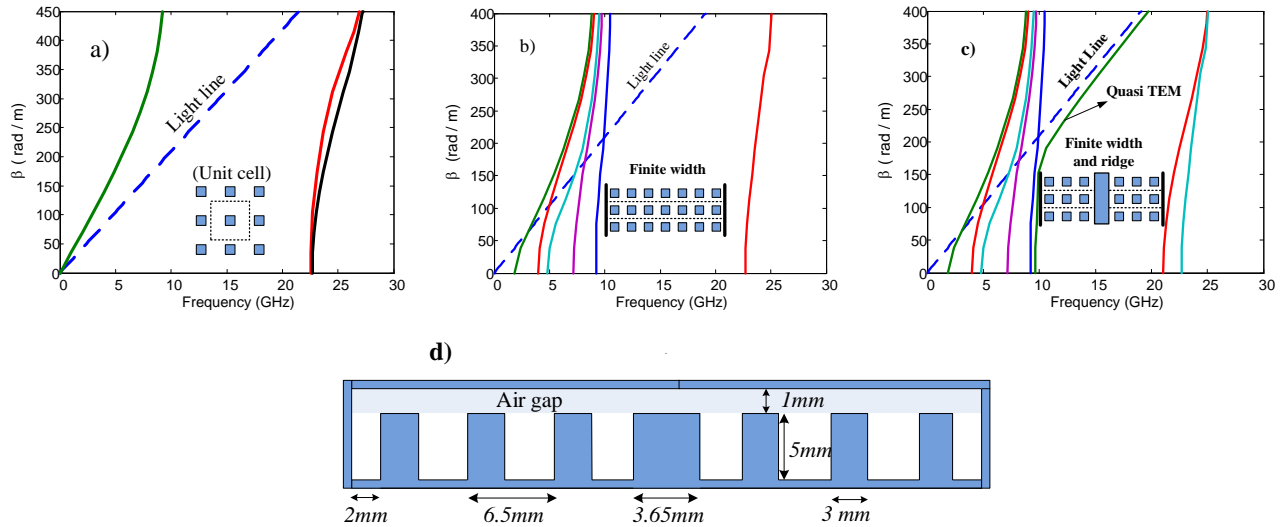 a)
450
400
350
300
250
200
150
100
50
0
β ( rad / m )
Light line
(Unit cell)
0 5 10 15 20 25 30
Frequency (GHz)
b)
400
350
300
250
200
150
100
50
0
β (rad / m)
Light line
Finite width
0 5 10 15 20 25 30
Frequency (GHz)
c)
400
350
300
250
200
150
100
50
0
β (rad / m)
Light Line
Quasi TEM
Finite width
and ridge
0 5 10 15 20 25 30
Frequency (GHz)
d)
Air gap
1mm
5mm
2mm
6.5mm
3.65mm
3 mm